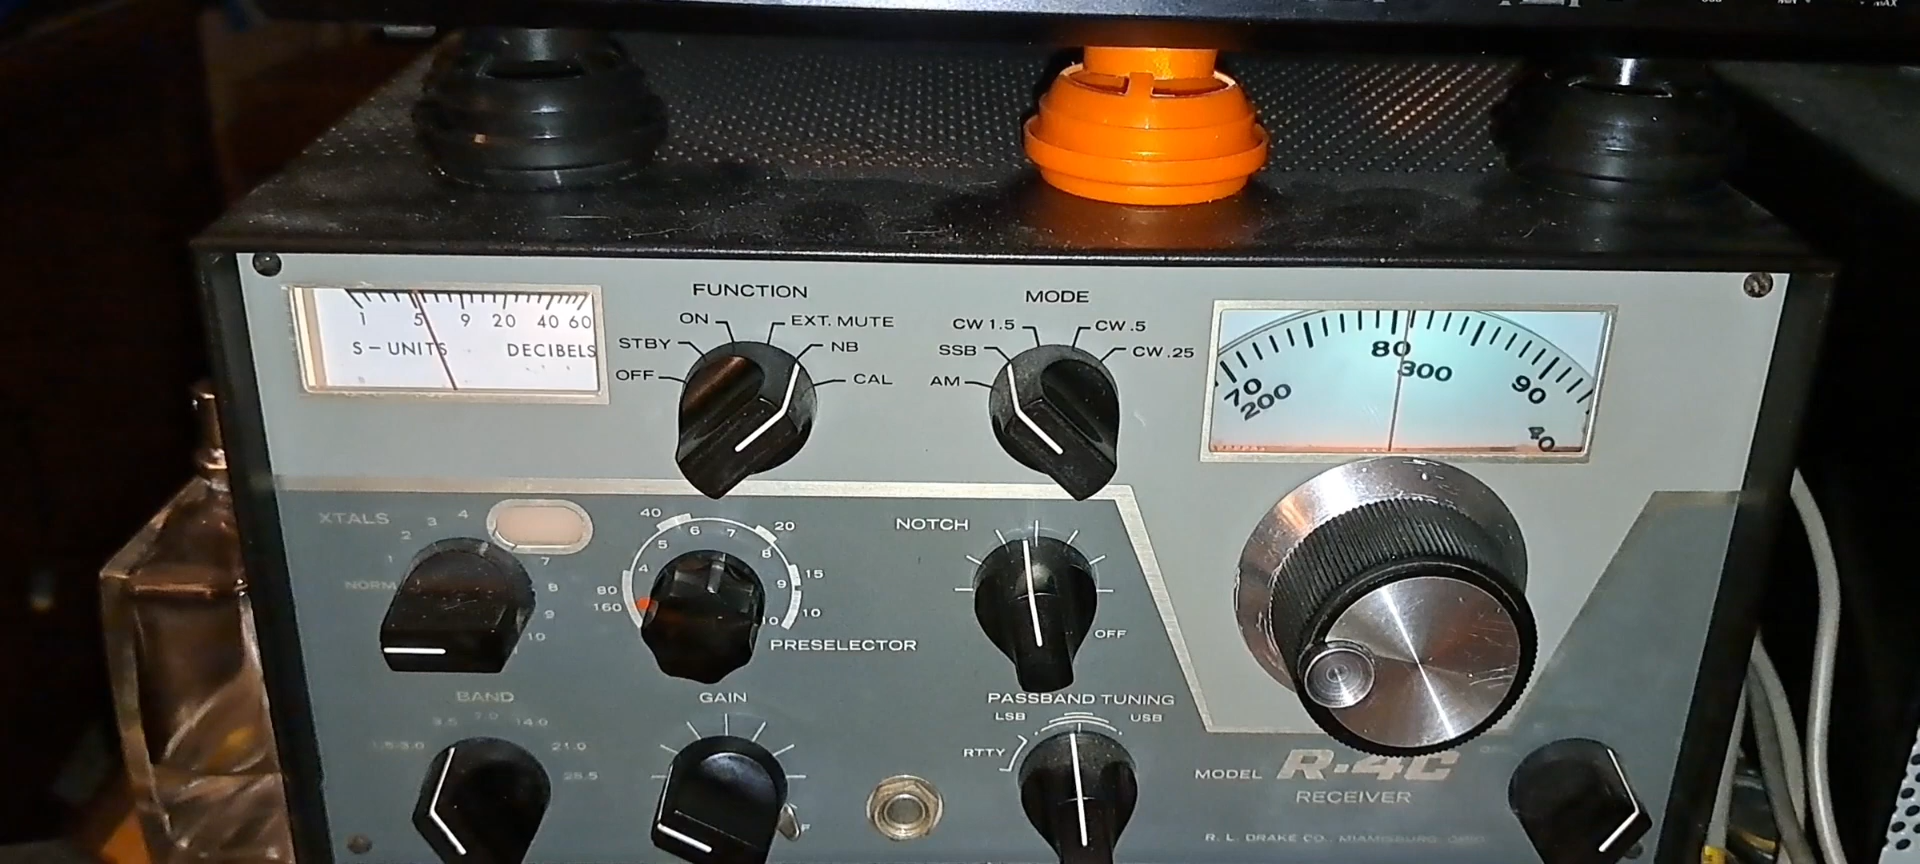 FUNCTION
MODE
ON
EXT. MUTE
STBY
NB
OFF
CAL
CW 1.5
CW .5
SSB
CW .25
AM
1 5 9 20 40 60
S-UNITS DECIBELS
70 80 90
200 300 40
XTALS
NORM 1 2 3 4 7 8 9 10
40 20
4 5 6 7 8 9 10
80
160
15
10
PRESELECTOR
NOTCH
OFF
BAND
1.5-3.0 3.5 7.0 14.0 21.0 28.5
GAIN
PASSBAND TUNING
LSB USB
RTTY
MODEL R-4C
RECEIVER
R. L. DRAKE CO., MIAMISBURG, OHIO
MAX